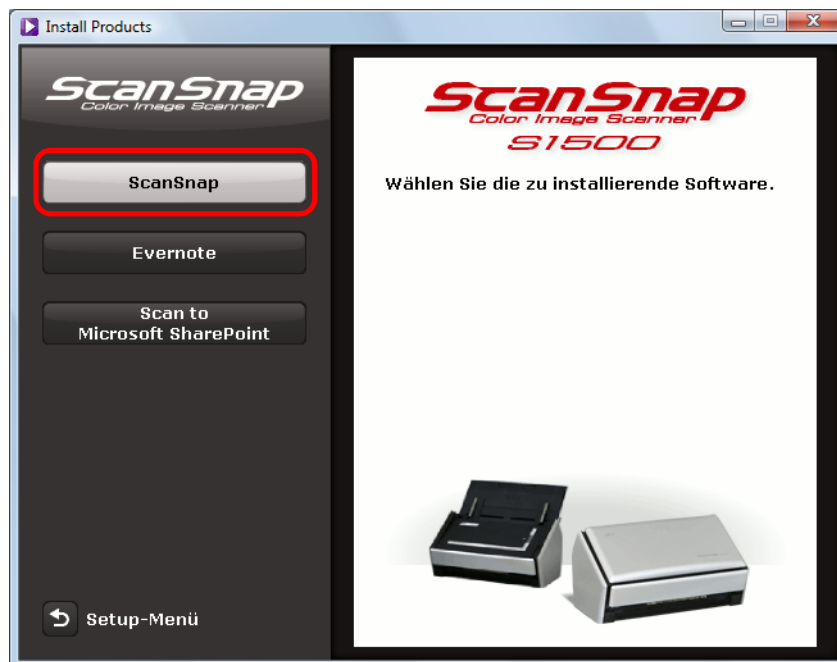 Install Products
ScanSnap
Color Image Scanner
ScanSnap
Evernote
Scan to
Microsoft SharePoint
Setup-Menü
ScanSnap
Color Image Scanner
S1500
Wählen Sie die zu installierende Software.